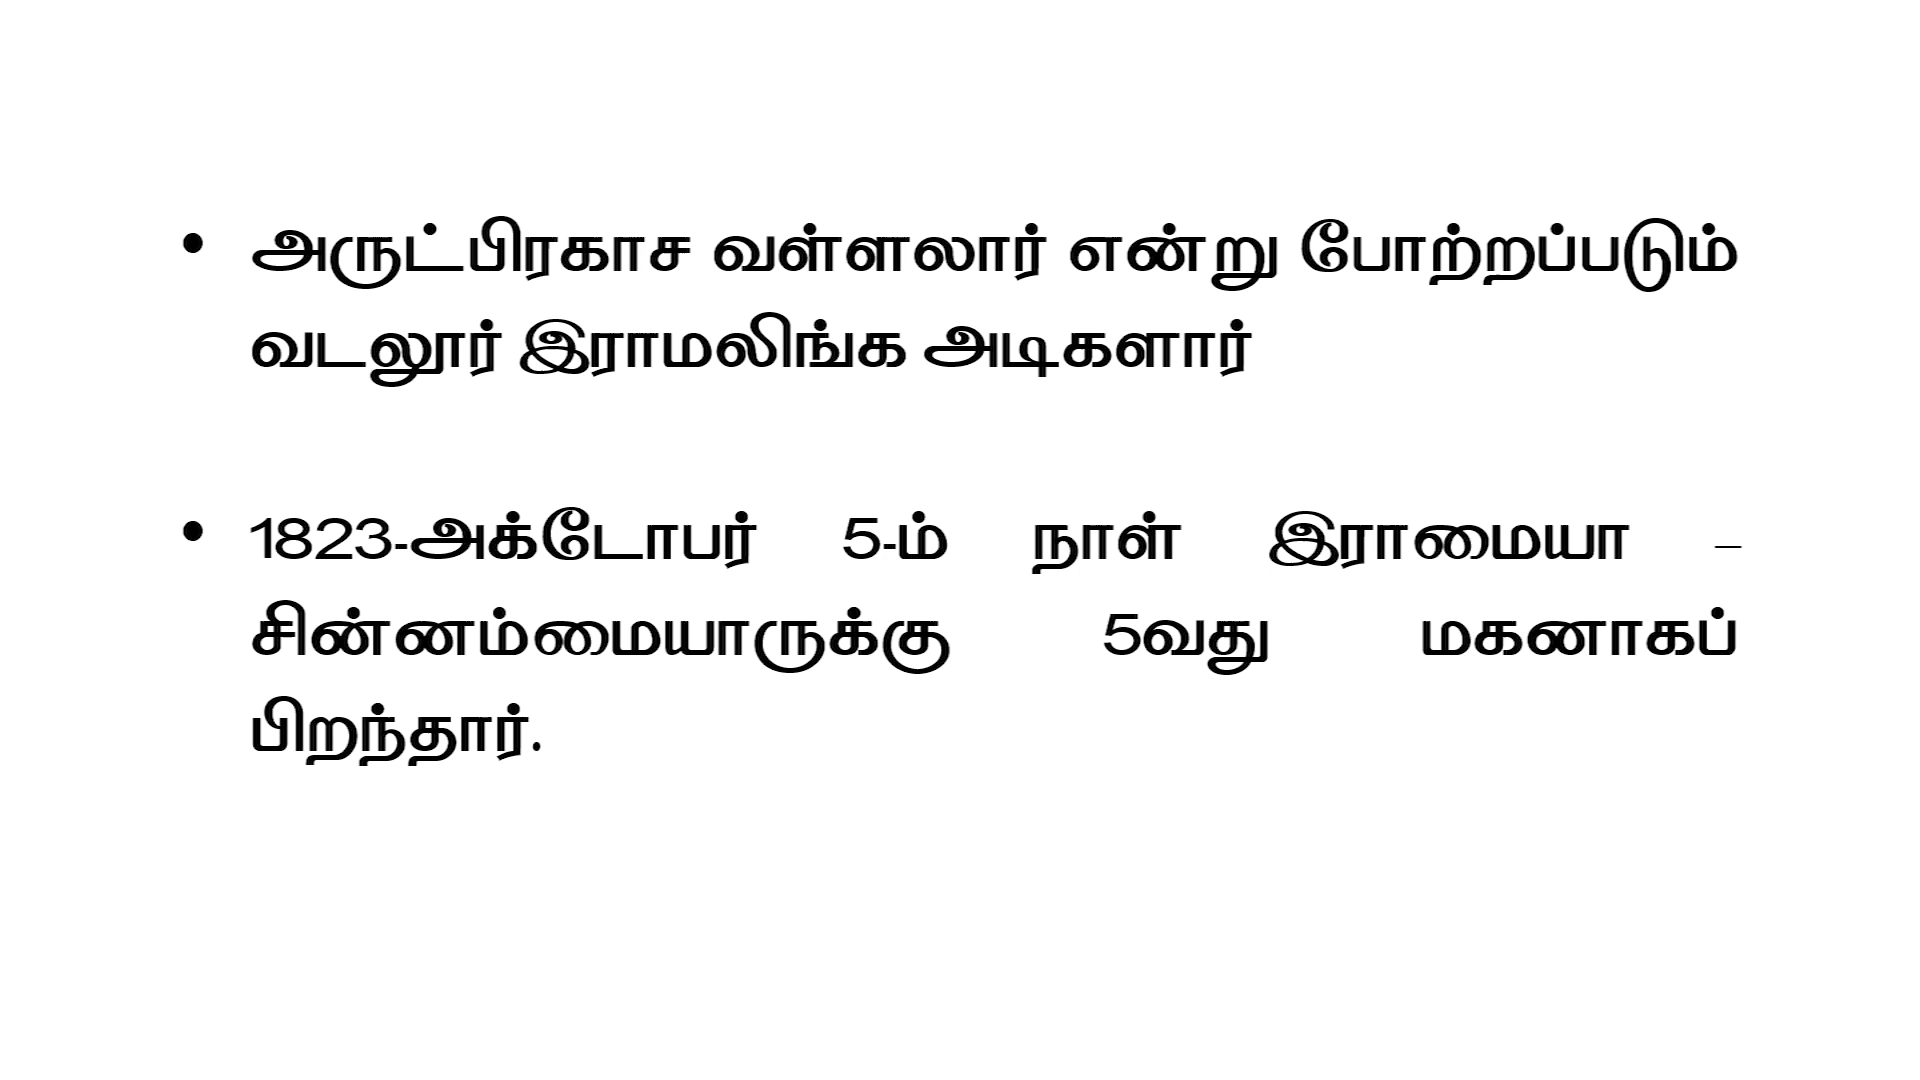 • அருட்பிரகாச வள்ளலார் என்று போற்றப்படும்
வடலூர் இராமலிங்க அடிகளார்
• 1823-அக்டோபர் 5-ம் நாள் இராமையா –
சின்னம்மையாருக்கு 5வது மகனாகப்
பிறந்தார்.